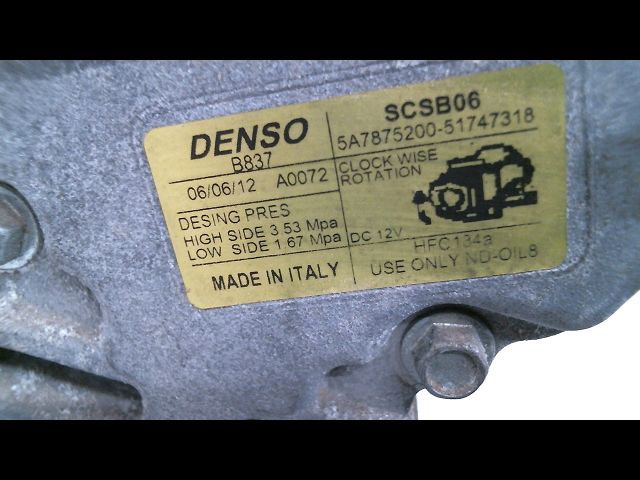 DENSO
B837
06/06/12 A0072
DESING PRES
HIGH SIDE 3.53 Mpa
LOW SIDE 1.67 Mpa
MADE IN ITALY
SCSB06
5A7875200-51747318
CLOCK WISE
ROTATION
DC 12V
HFC134a
USE ONLY ND-OIL8